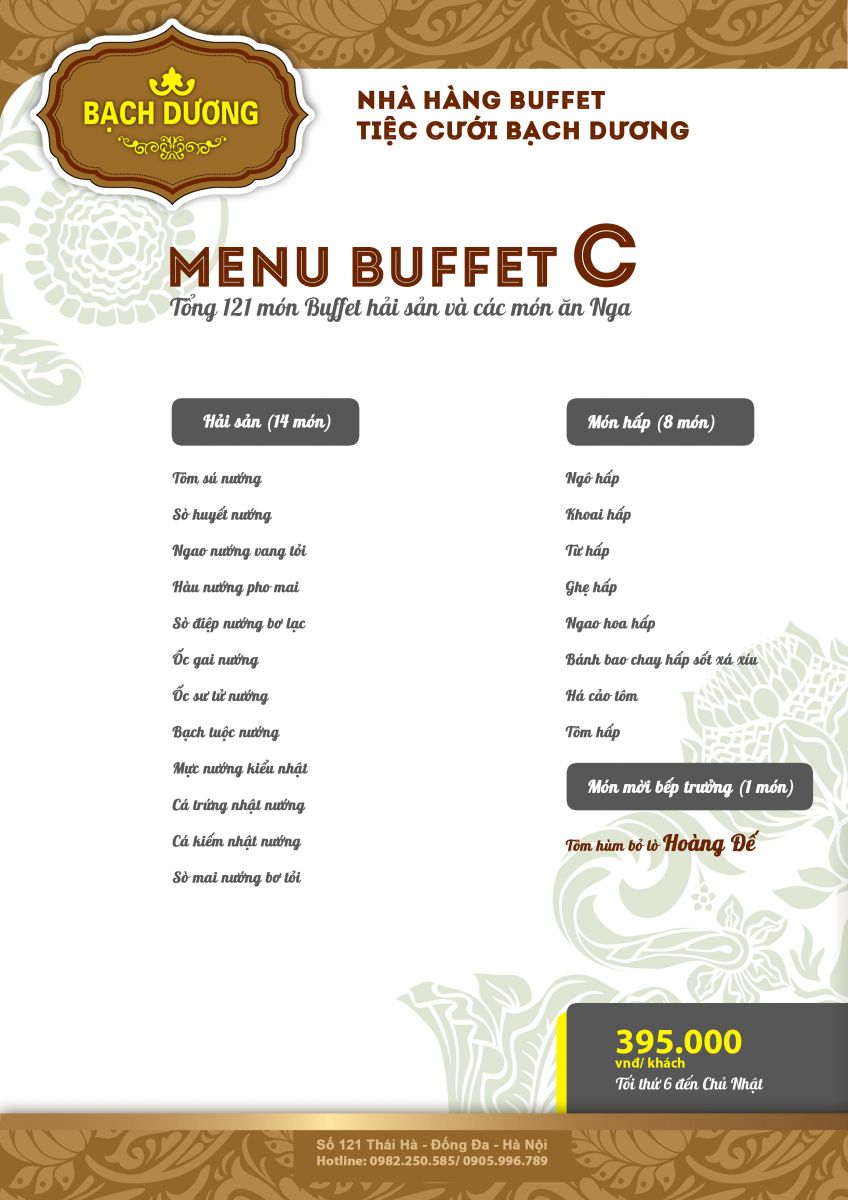 BẠCH DƯƠNG
NHÀ HÀNG BUFFET
TIỆC CƯỚI BẠCH DƯƠNG
MENU BUFFET C
Tổng 121 món Buffet hải sản và các món ăn Nga
Hải sản (14 món)
Tôm sú nướng
Sò huyết nướng
Ngao nướng vang tỏi
Hàu nướng pho mai
Sò điệp nướng bơ lạc
Ốc gai nướng
Ốc sư tử nướng
Bạch tuộc nướng
Mực nướng kiểu nhật
Cá trứng nhật nướng
Cá kiếm nhật nướng
Sò mai nướng bơ tỏi
Món hấp (8 món)
Ngô hấp
Khoai hấp
Từ hấp
Ghẹ hấp
Ngao hoa hấp
Bánh bao chay hấp sốt xá xíu
Há cảo tôm
Tôm hấp
Món mời bếp trưởng (1 món)
Tôm hùm bỏ lò Hoàng Đế
395.000
vnđ/ khách
Tối thứ 6 đến Chủ Nhật
Số 121 Thái Hà - Đống Đa - Hà Nội
Hotline: 0982.250.585/ 0905.996.789